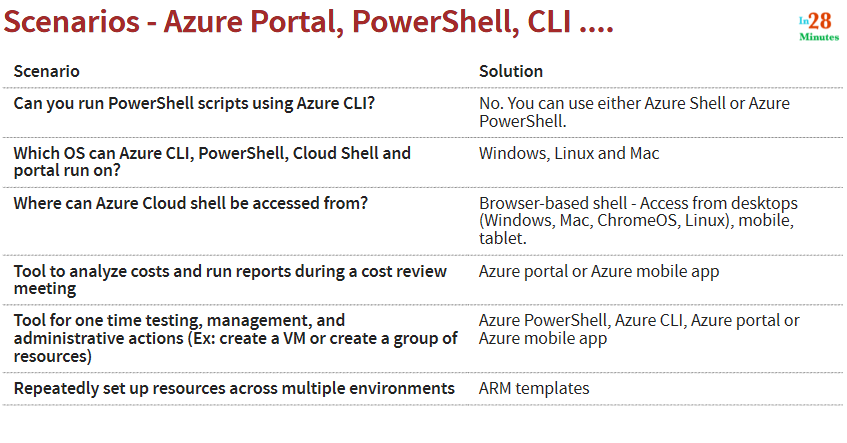 Scenarios - Azure Portal, PowerShell, CLI ....
In28
Minutes
Scenario
Solution
Can you run PowerShell scripts using Azure CLI?
No. You can use either Azure Shell or Azure
PowerShell.
Which OS can Azure CLI, PowerShell, Cloud Shell and
portal run on?
Windows, Linux and Mac
Where can Azure Cloud shell be accessed from?
Browser-based shell - Access from desktops
(Windows, Mac, ChromeOS, Linux), mobile,
tablet.
Tool to analyze costs and run reports during a cost review
meeting
Azure portal or Azure mobile app
Tool for one time testing, management, and
administrative actions (Ex: create a VM or create a group of
resources)
Azure PowerShell, Azure CLI, Azure portal or
Azure mobile app
Repeatedly set up resources across multiple environments
ARM templates